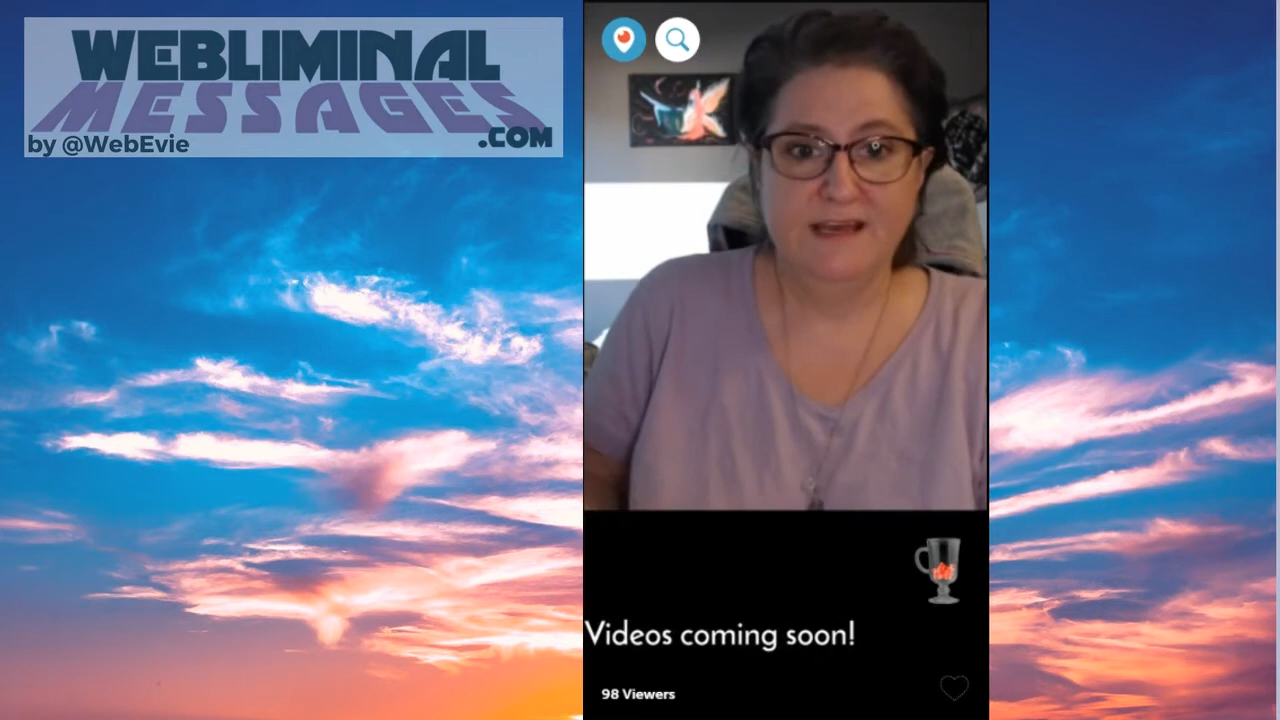 WEBLIMINAL
MESSAGES
.COM
by @WebEvie
Videos coming soon!
98 Viewers